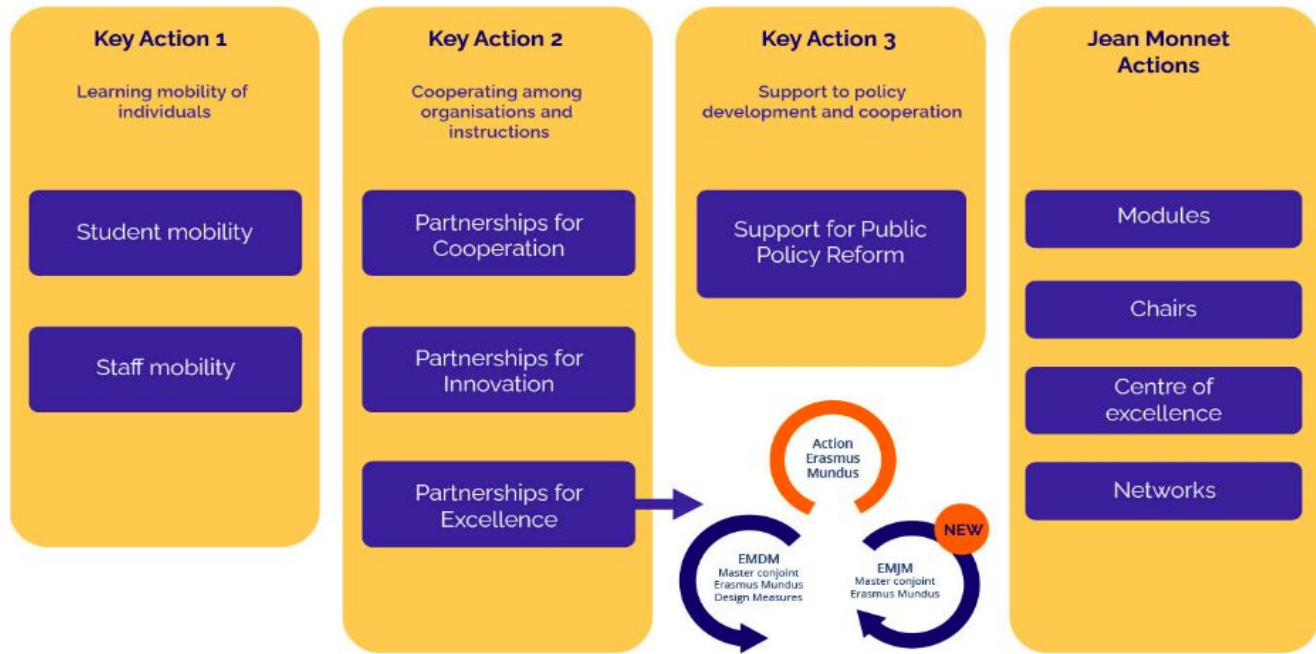 Key Action 1
Learning mobility of
individuals
Student mobility
Staff mobility
Key Action 2
Cooperating among
organisations and
instructions
Partnerships for
Cooperation
Partnerships for
Innovation
Partnerships for
Excellence
Key Action 3
Support to policy
development and cooperation
Support for Public
Policy Reform
Action
Erasmus
Mundus
EMDM
Master conjoint
Erasmus Mundus
Design Measures
NEW
EMJM
Master conjoint
Erasmus Mundus
Jean Monnet
Actions
Modules
Chairs
Centre of
excellence
Networks